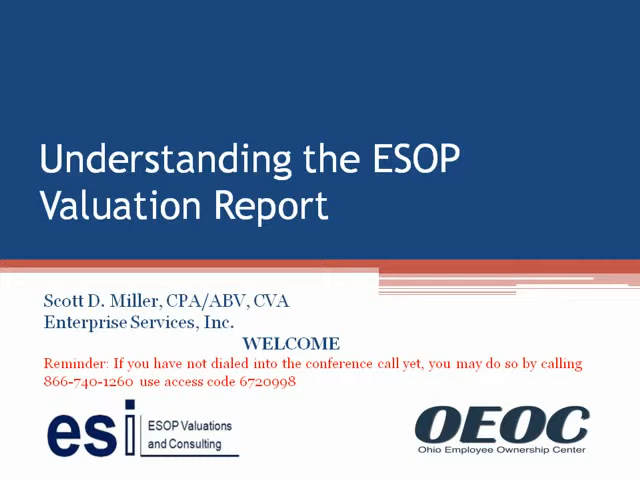 Understanding the ESOP
Valuation Report
Scott D. Miller, CPA/ABV, CVA
Enterprise Services, Inc.
WELCOME
Reminder: If you have not dialed into the conference call yet, you may do so by calling
866-740-1260 use access code 6720998
esi
ESOP Valuations
and Consulting
OEOC
Ohio Employee Ownership Center